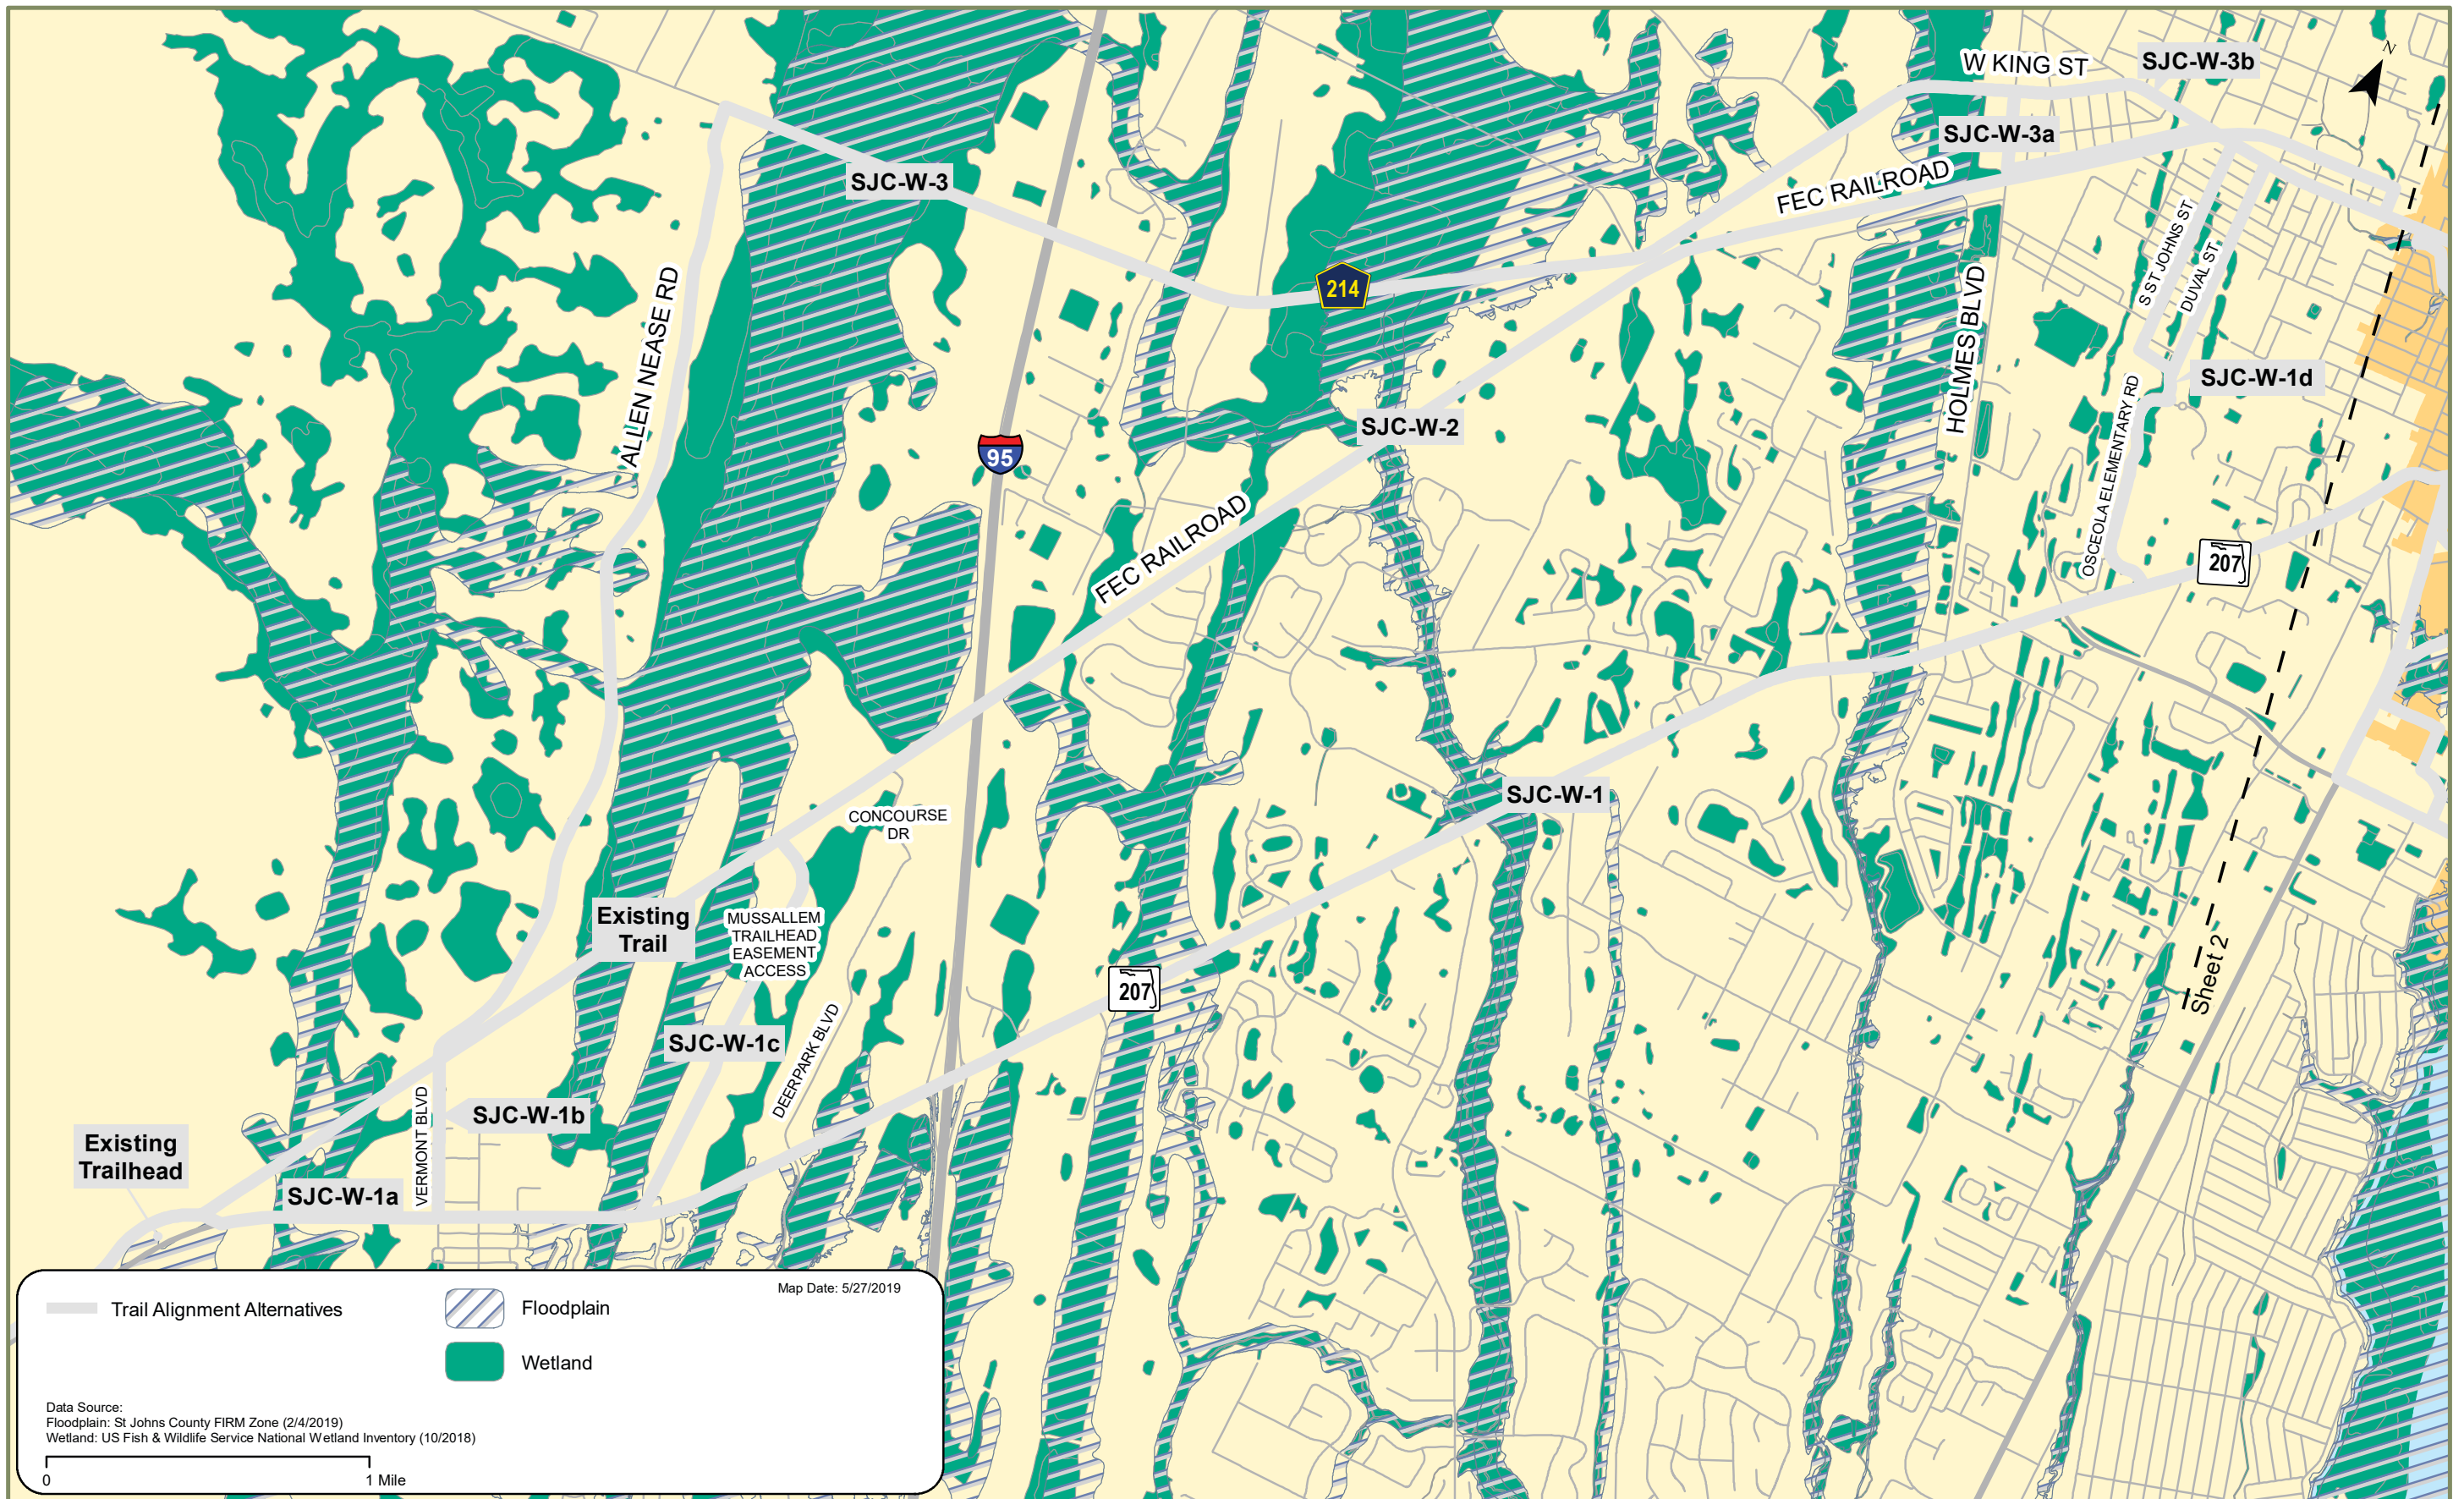 N
W KING ST
SJC-W-3b
SJC-W-3a
FEC RAILROAD
SJC-W-3
S ST JOHNS ST
DUVAL ST
214
HOLMES BLVD
ALLEN NEASE RD
SJC-W-1d
SJC-W-2
95
OSCEOLA ELEMENTARY RD
FEC RAILROAD
207
SJC-W-1
CONCOURSE
DR
Existing
Trail
MUSSALLEM
TRAILHEAD
EASEMENT
ACCESS
Sheet 2
207
SJC-W-1c
DEERPARK BLVD
VERMONT BLVD
SJC-W-1b
Existing
Trailhead
SJC-W-1a
Map Date: 5/27/2019
Trail Alignment Alternatives
Floodplain
Wetland
Data Source:
Floodplain: St Johns County FIRM Zone (2/4/2019)
Wetland: US Fish & Wildlife Service National Wetland Inventory (10/2018)
0 1 Mile